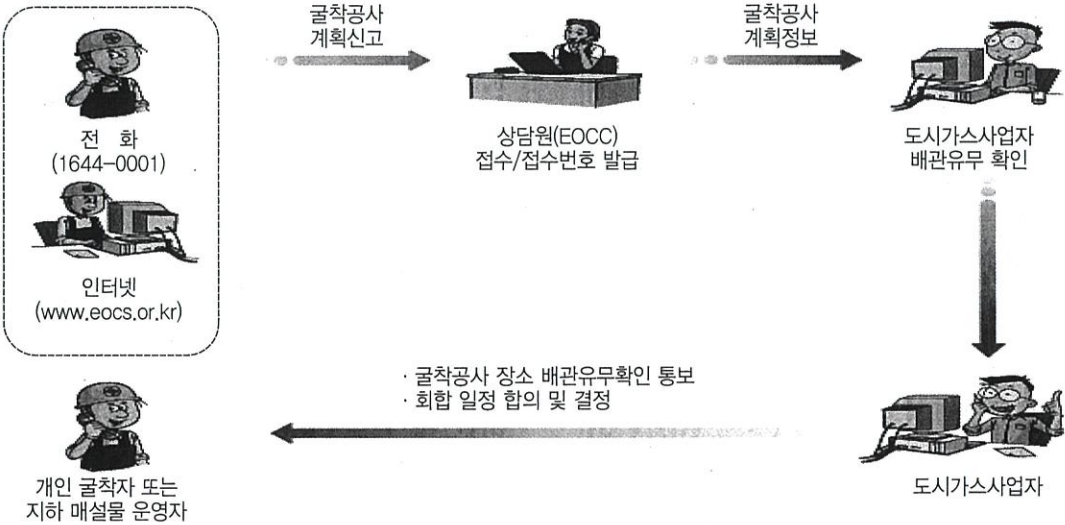 굴착공사
계획신고
굴착공사
계획정보
전 화
(1644-0001)
상담원(EOCC)
접수/접수번호 발급
도시가스사업자
배관유무 확인
인터넷
(www.eocs.or.kr)
· 굴착공사 장소 배관유무확인 통보
· 회합 일정 합의 및 결정
개인 굴착자 또는
지하 매설물 운영자
도시가스사업자